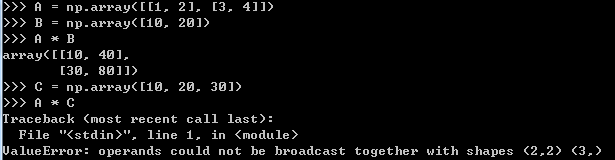 >>> A = np.array([[1, 2], [3, 4]])
>>> B = np.array([10, 20])
>>> A * B
array([[10, 40],
       [30, 80]])
>>> C = np.array([10, 20, 30])
>>> A * C
Traceback (most recent call last):
  File "<stdin>", line 1, in <module>
ValueError: operands could not be broadcast together with shapes (2,2) (3,)